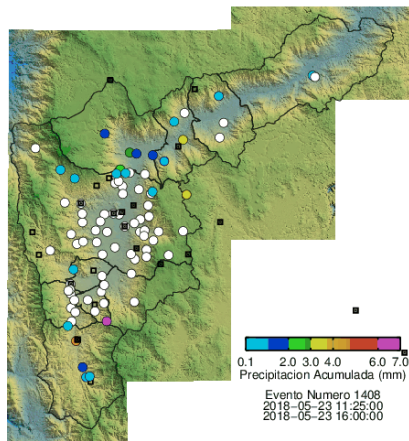 0.1 2.0 3.0 4.0 6.0 7.0
Precipitacion Acumulada (mm)
Evento Numero 1408
2018-05-23 11:25:00
2018-05-23 16:00:00